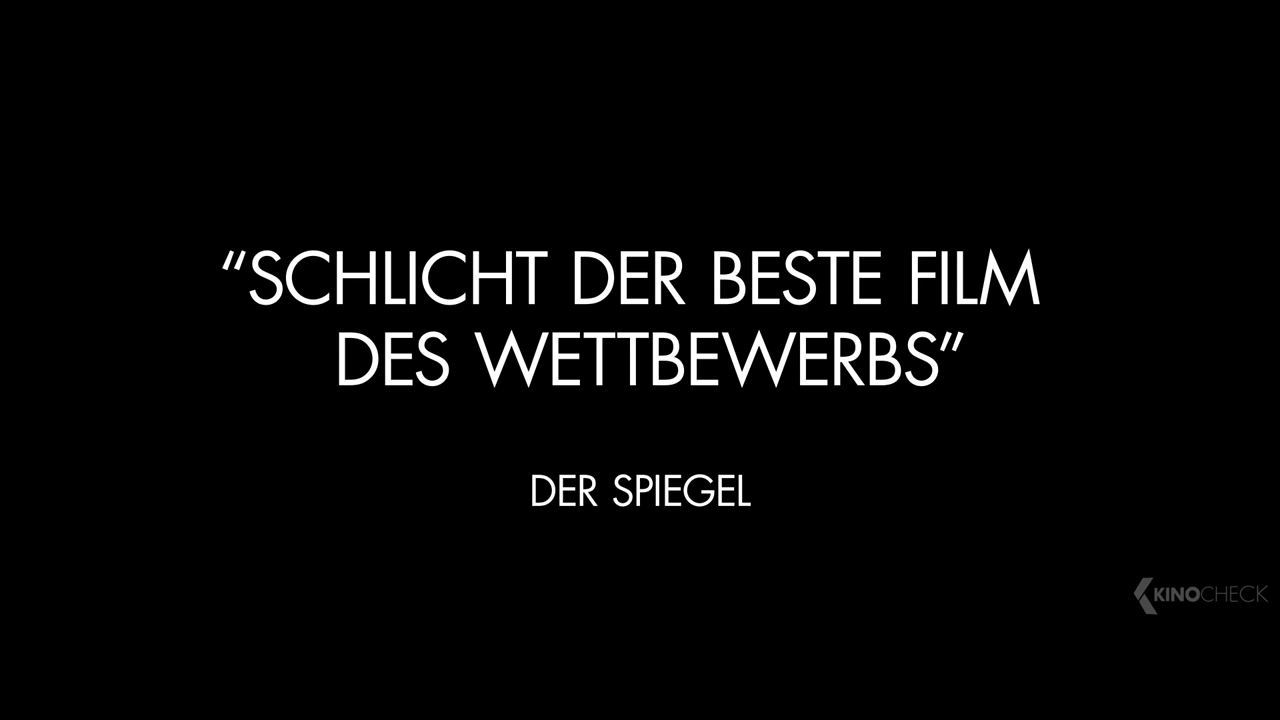 “SCHLICHT DER BESTE FILM
DES WETTBEWERBS”
DER SPIEGEL
KINOCHECK